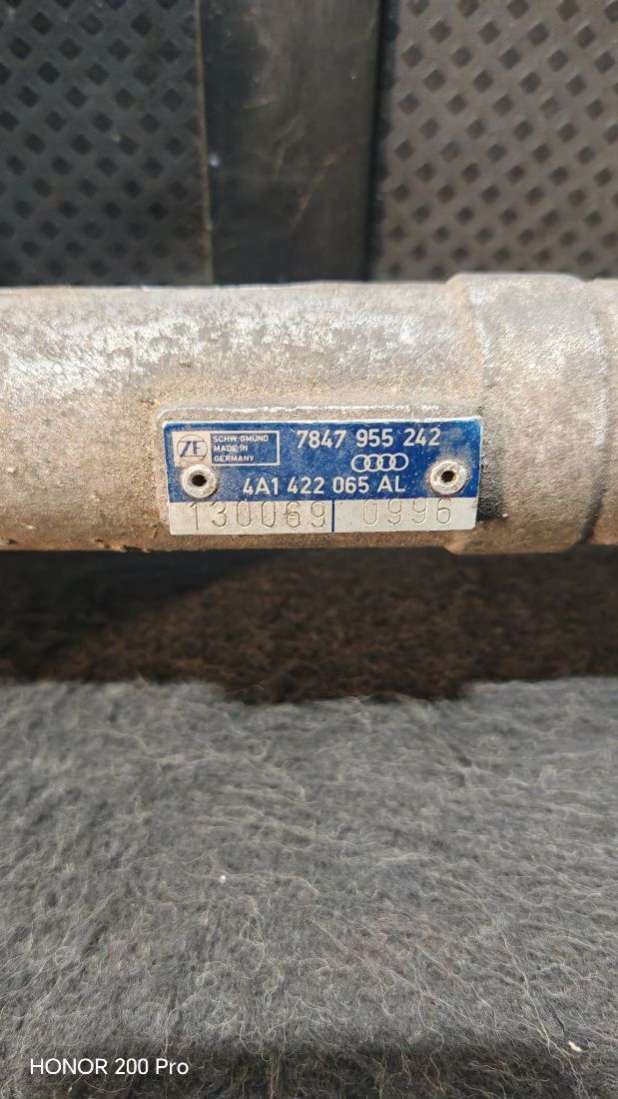 ZF
SCHW. GMÜND
MADE IN
GERMANY
7847 955 242
4A1 422 065 AL
130069 0996
HONOR 200 Pro